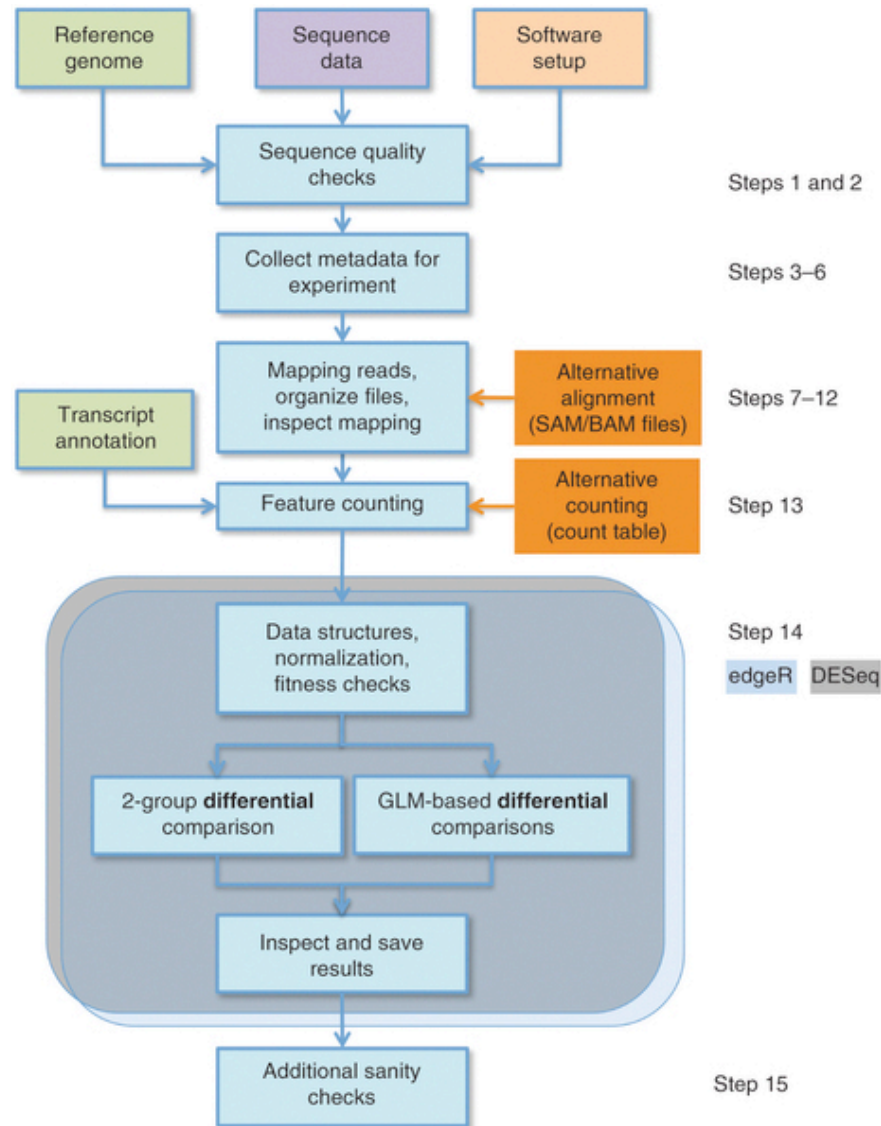 Reference
genome
Sequence
data
Software
setup
Sequence quality
checks
Steps 1 and 2
Collect metadata for
experiment
Steps 3–6
Mapping reads,
organize files,
inspect mapping
Alternative
alignment
(SAM/BAM files)
Steps 7–12
Transcript
annotation
Feature counting
Alternative
counting
(count table)
Step 13
Data structures,
normalization,
fitness checks
Step 14
edgeR DESeq
2-group differential
comparison
GLM-based differential
comparisons
Inspect and save
results
Additional sanity
checks
Step 15